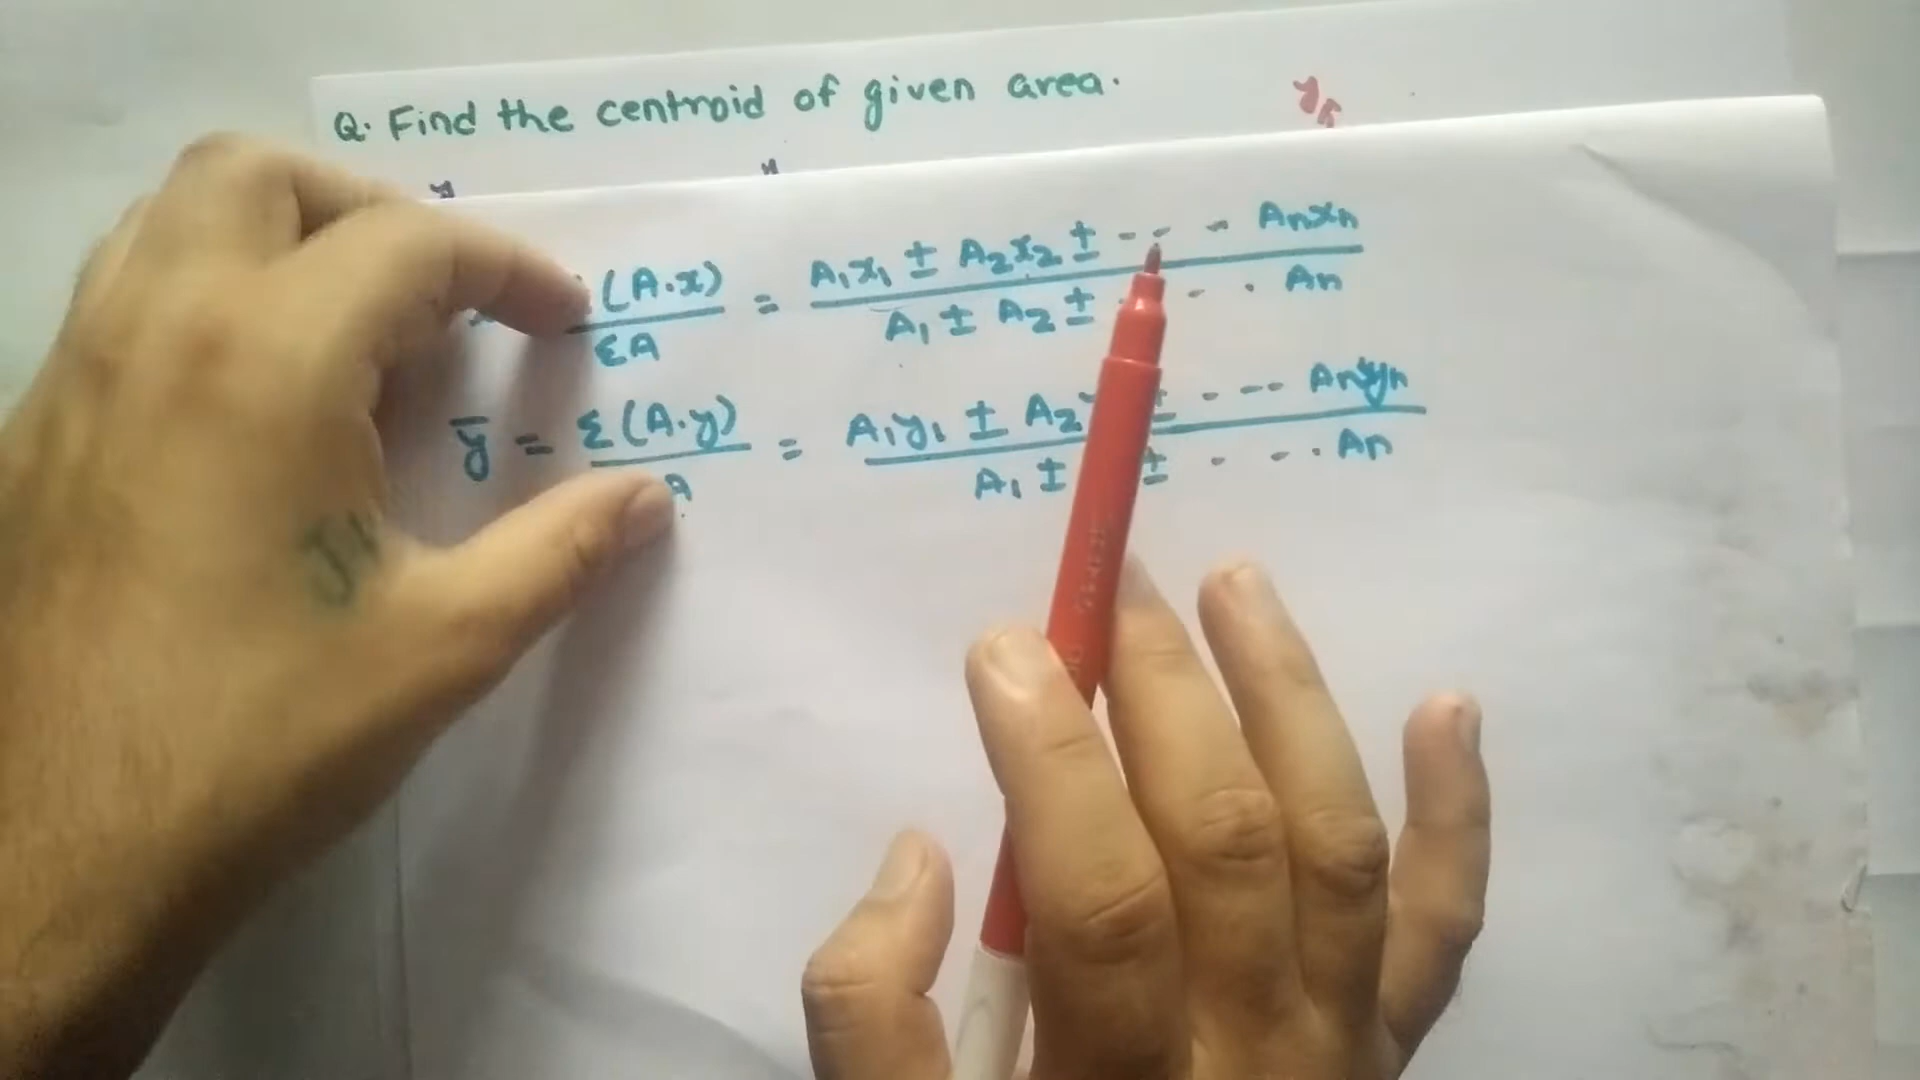 Q. Find the centroid of given area.
y
y
y
(A.x) = A₁x₁ ± A₂x₂ ± - - - Anxn
ΣA A₁ ± A₂ ± - . An
ȳ = Σ(A.y) = A₁y₁ ± A₂ ± - -- Anyn
A A₁ ± ± - - . An